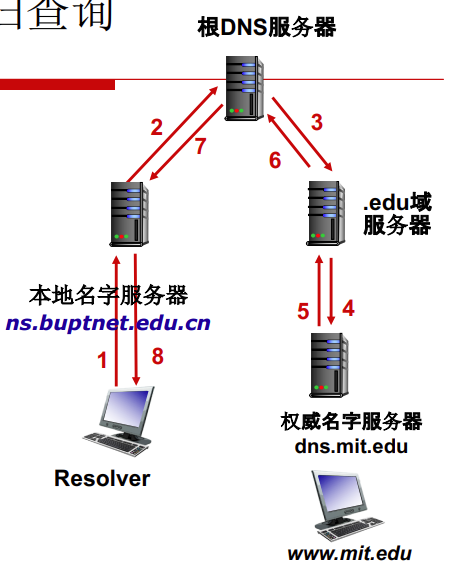 归查询
根DNS服务器
2
3
7
6
.edu域
服务器
本地名字服务器
ns.buptnet.edu.cn
5
4
1
8
权威名字服务器
dns.mit.edu
Resolver
www.mit.edu